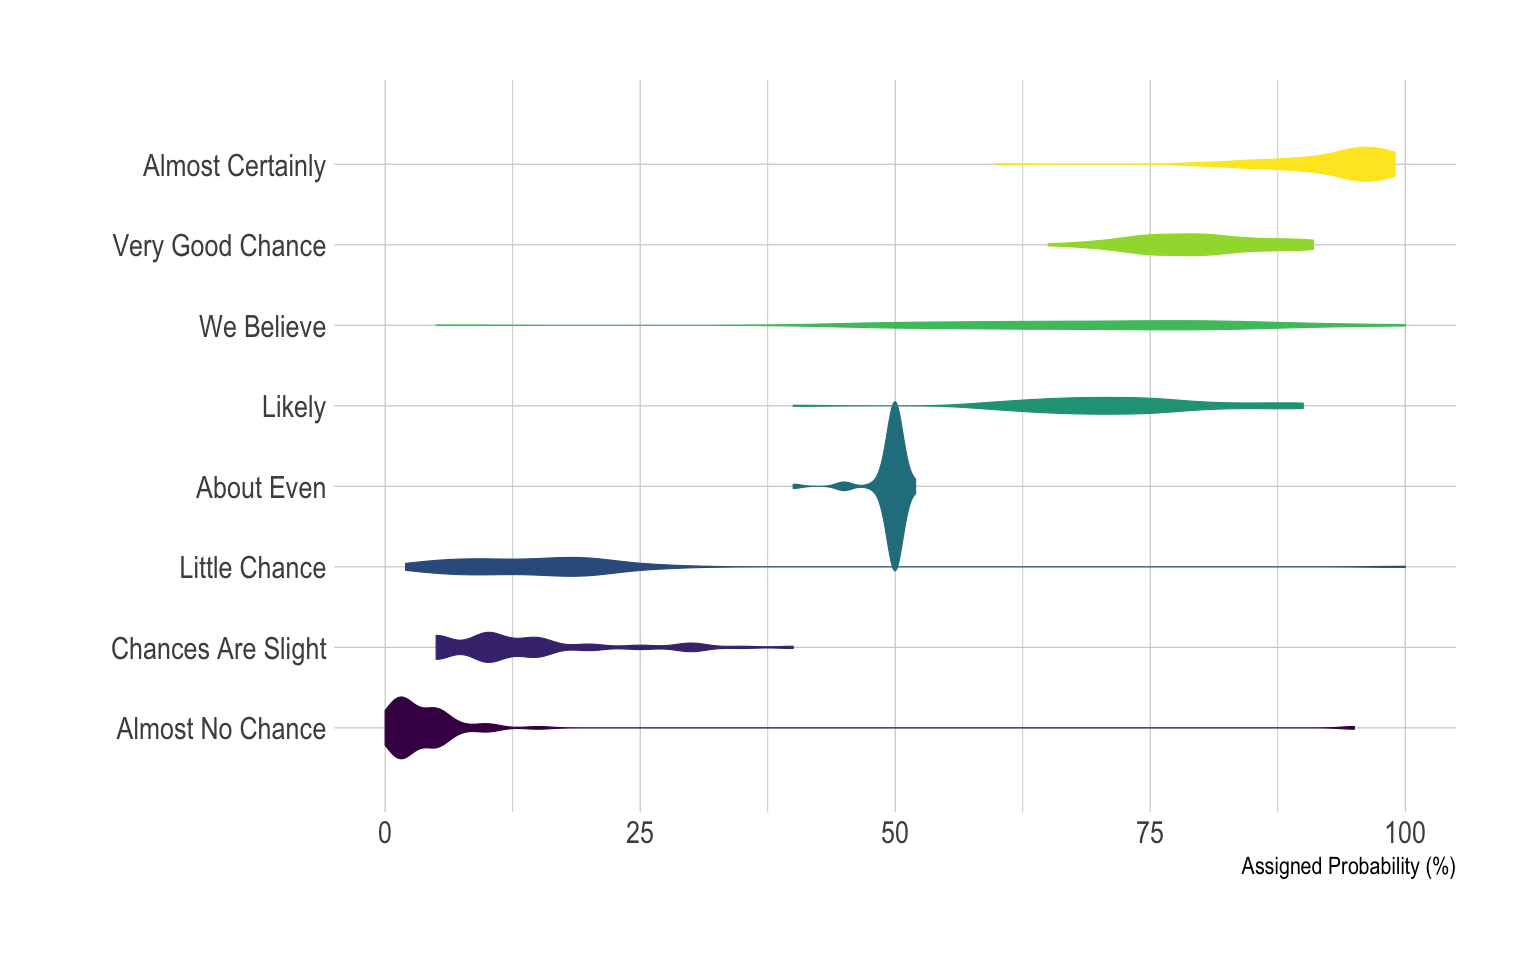 Almost Certainly
Very Good Chance
We Believe
Likely
About Even
Little Chance
Chances Are Slight
Almost No Chance
0 25 50 75 100
Assigned Probability (%)